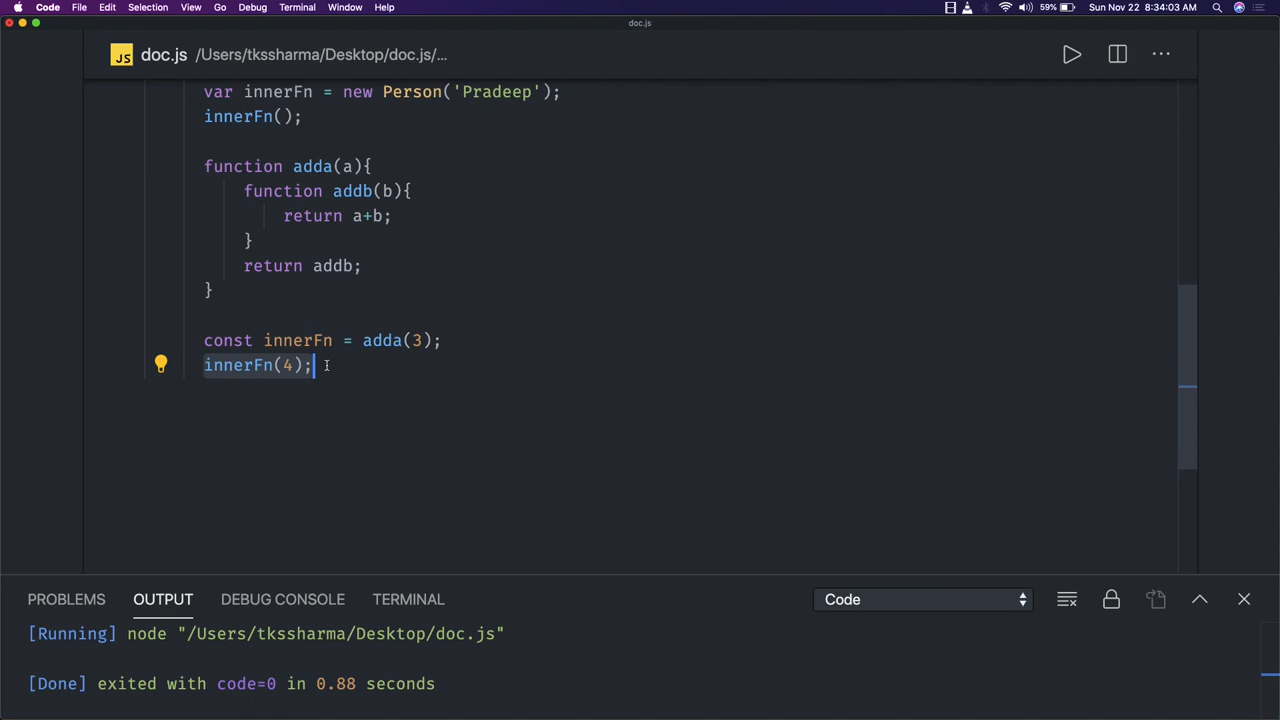 Code File Edit Selection View Go Debug Terminal Window Help 59% Sun Nov 22 8:34:03 AM
doc.js
JS doc.js /Users/tkssharma/Desktop/doc.js/...
var innerFn = new Person('Pradeep');
innerFn();
function adda(a){
function addb(b){
return a+b;
}
return addb;
}
const innerFn = adda(3);
innerFn(4);
PROBLEMS OUTPUT DEBUG CONSOLE TERMINAL Code
[Running] node "/Users/tkssharma/Desktop/doc.js"
[Done] exited with code=0 in 0.88 seconds